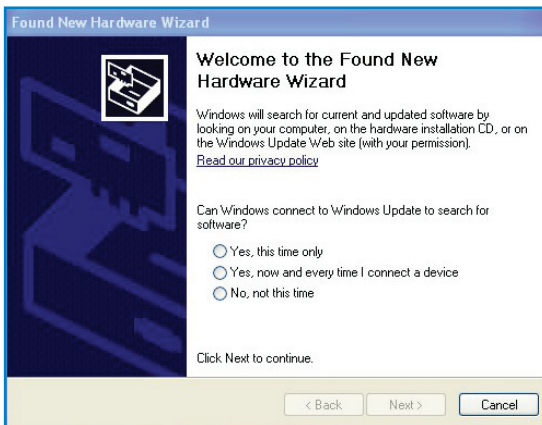 Found New Hardware Wizard
Welcome to the Found New
Hardware Wizard
Windows will search for current and updated software by
looking on your computer, on the hardware installation CD, or on
the Windows Update Web site (with your permission).
Read our privacy policy
Can Windows connect to Windows Update to search for
software?
Yes, this time only
Yes, now and every time I connect a device
No, not this time
Click Next to continue.
< Back
Next >
Cancel